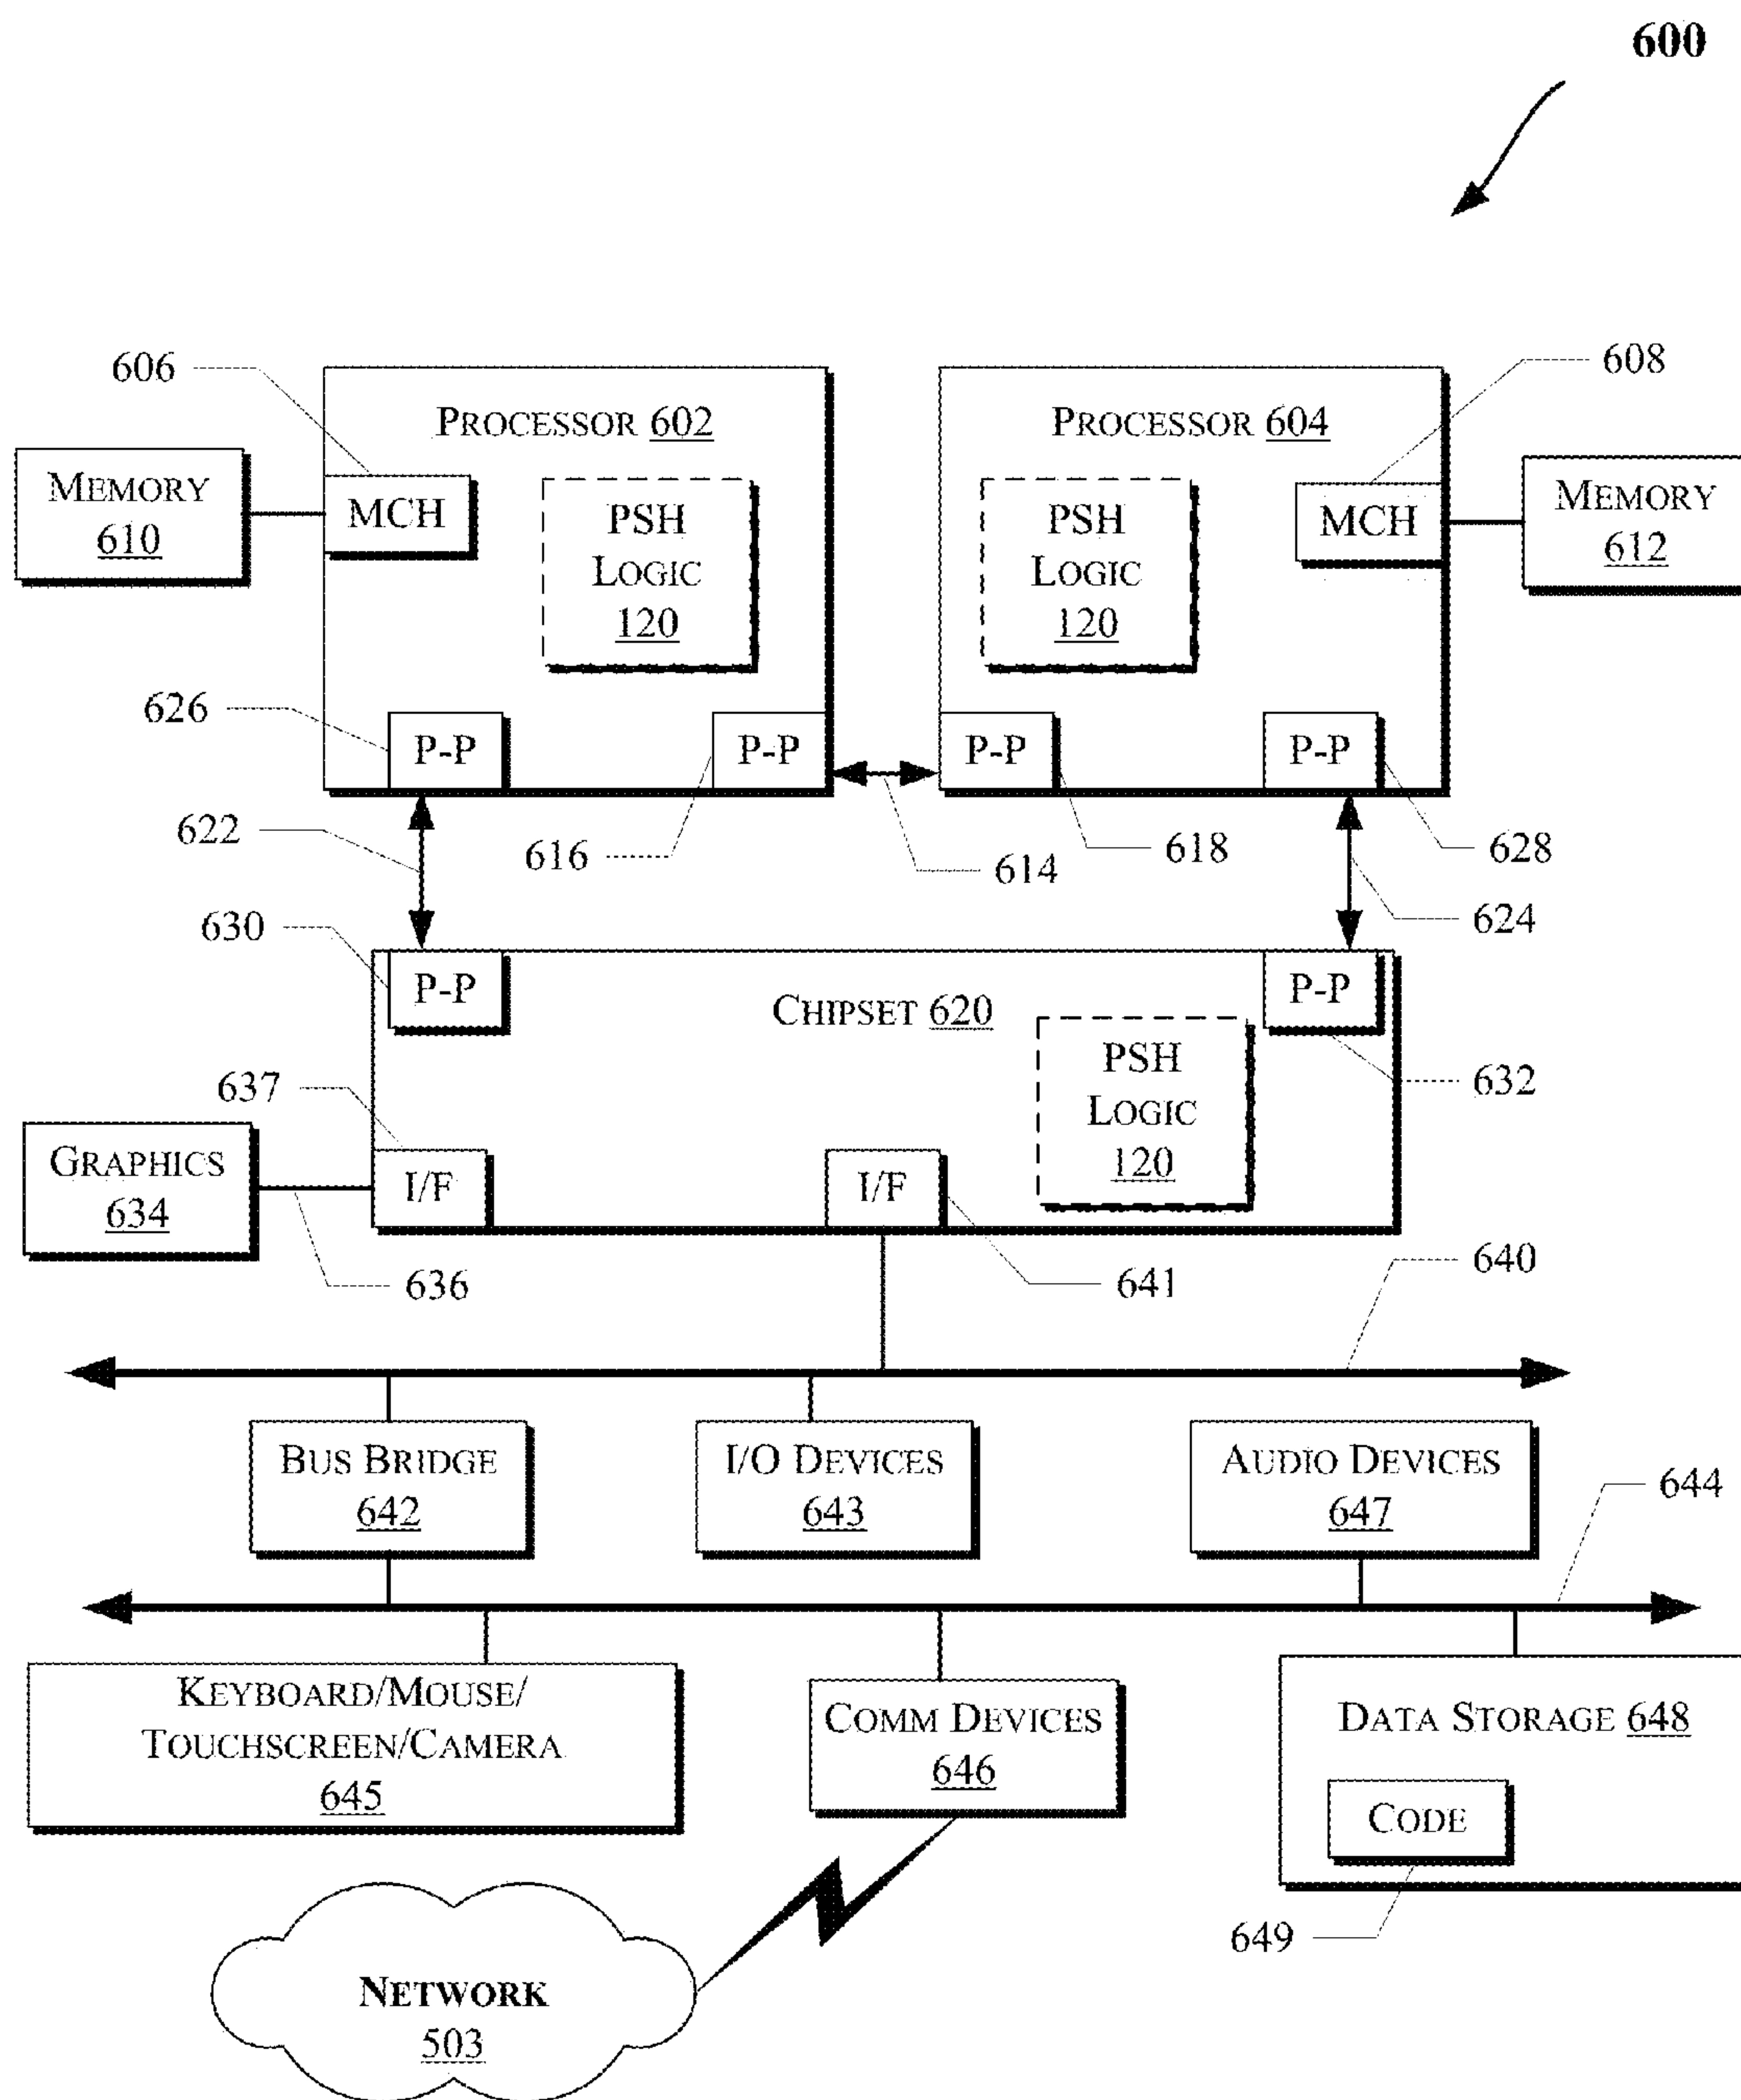 600
606
608
PROCESSOR 602
PROCESSOR 604
MEMORY
610
MCH
PSH
LOGIC
120
PSH
LOGIC
120
MCH
MEMORY
612
626
P-P
P-P
P-P
P-P
622
616
614
618
628
624
630
P-P
CHIPSET 620
P-P
PSH
LOGIC
120
632
637
GRAPHICS
634
I/F
I/F
636
641
640
BUS BRIDGE
642
I/O DEVICES
643
AUDIO DEVICES
647
644
KEYBOARD/MOUSE/
TOUCHSCREEN/CAMERA
645
COMM DEVICES
646
DATA STORAGE 648
CODE
649
NETWORK
503